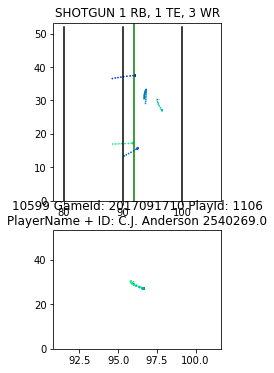 SHOTGUN 1 RB, 1 TE, 3 WR
50
40
30
20
10
0
80 90 100
10599 GameId: 2017091710 PlayId: 1106
PlayerName + ID: C.J. Anderson 2540269.0
40
20
0
92.5 95.0 97.5 100.0